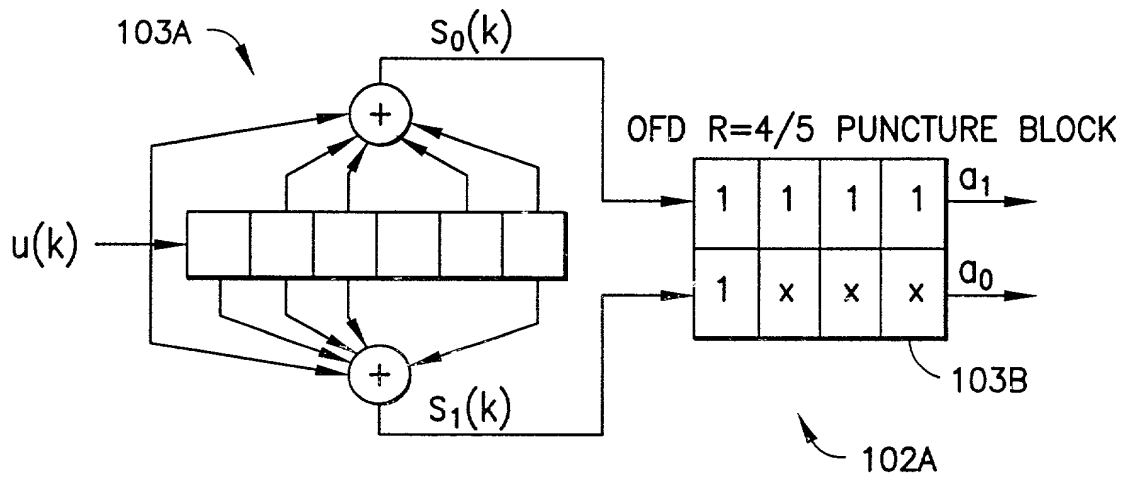 103A
s₀(k)
+
OFD R=4/5 PUNCTURE BLOCK
1 1 1 1 a₁
u(k)
1 x x x a₀
+
s₁(k)
103B
102A